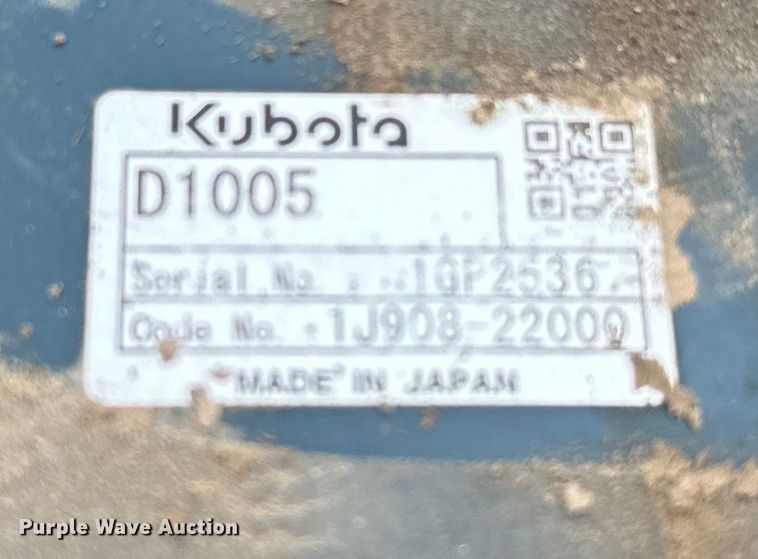 Kubota
D1005
Serial No. 1GP2536
Code No. 1J908-22000
MADE IN JAPAN
Purple Wave Auction